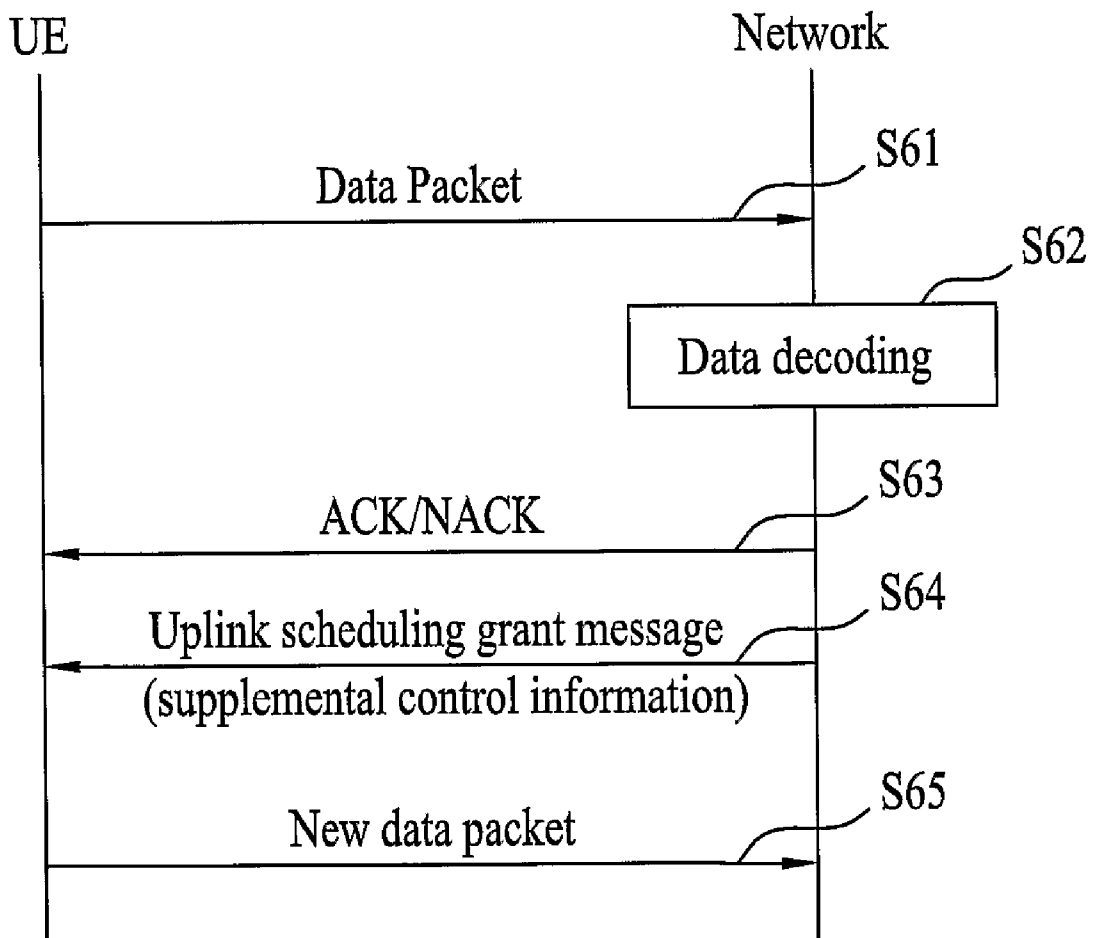 UE
Network
S61
Data Packet
S62
Data decoding
S63
ACK/NACK
S64
Uplink scheduling grant message
(supplemental control information)
S65
New data packet